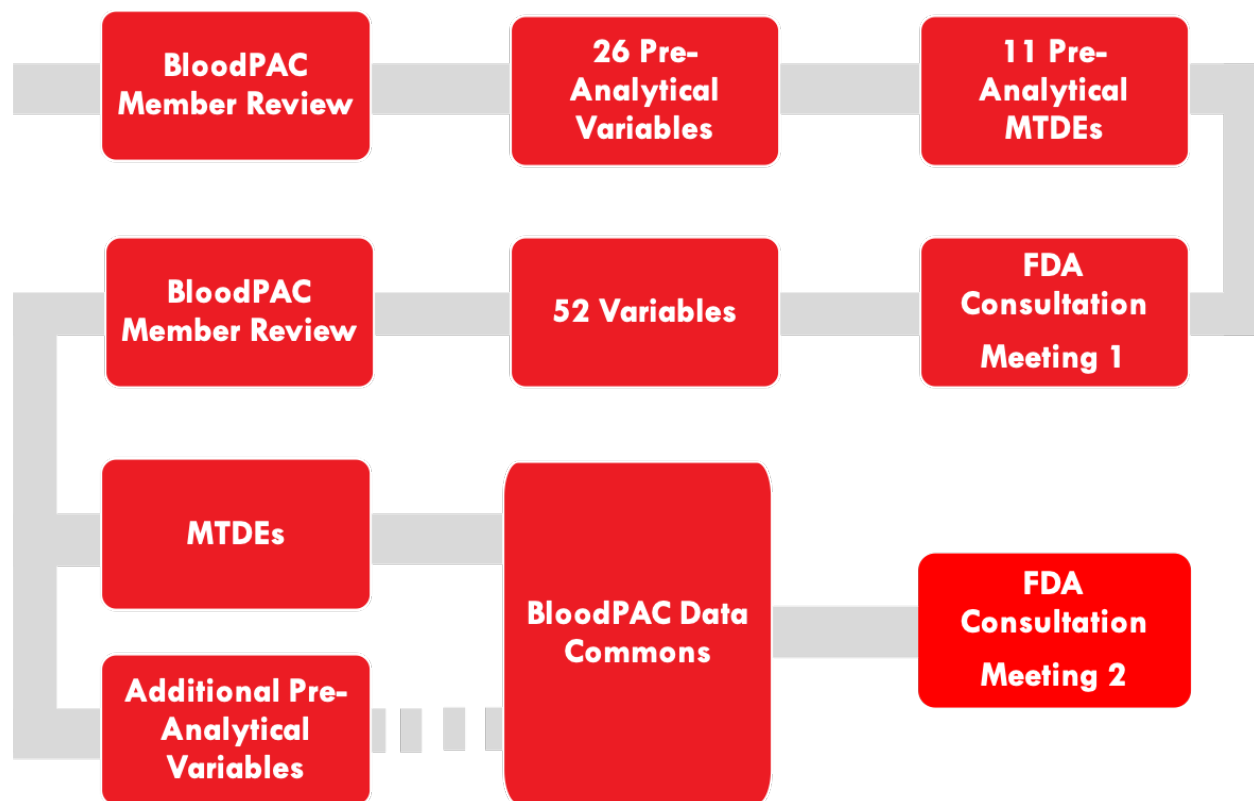 BloodPAC
Member Review
26 Pre-
Analytical
Variables
11 Pre-
Analytical
MTDEs
BloodPAC
Member Review
52 Variables
FDA
Consultation
Meeting 1
MTDEs
BloodPAC Data
Commons
FDA
Consultation
Meeting 2
Additional Pre-
Analytical
Variables